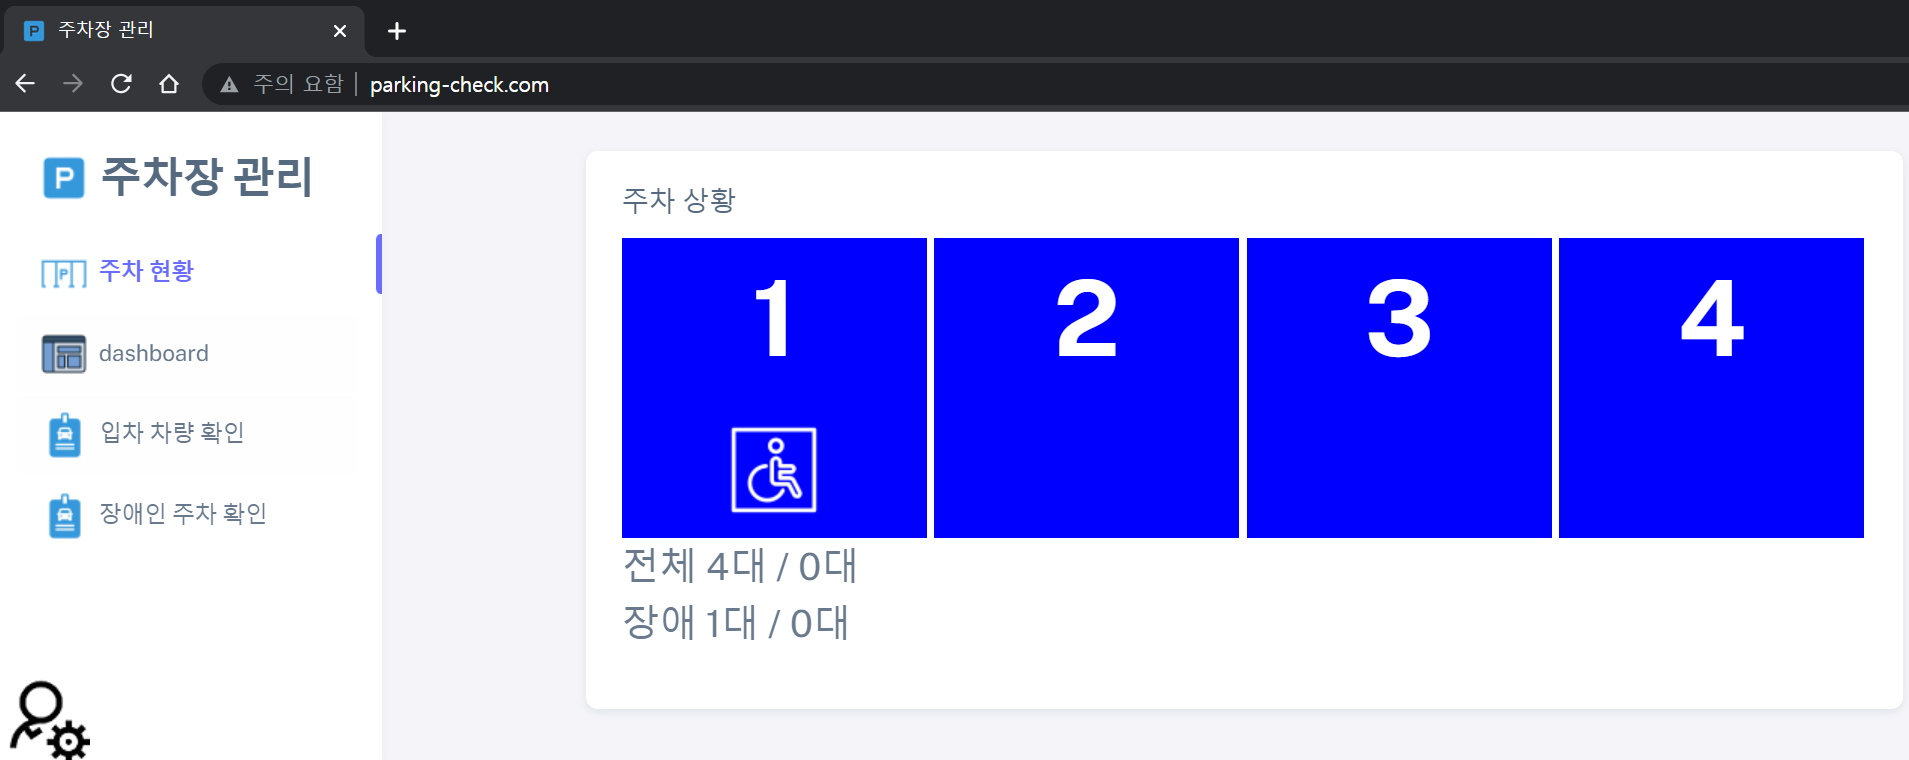 P 주차장 관리
주의 요함 | parking-check.com
P 주차장 관리
P 주차 현황
dashboard
입차 차량 확인
장애인 주차 확인
주차 상황
1 2 3 4
전체 4대 / 0대
장애 1대 / 0대